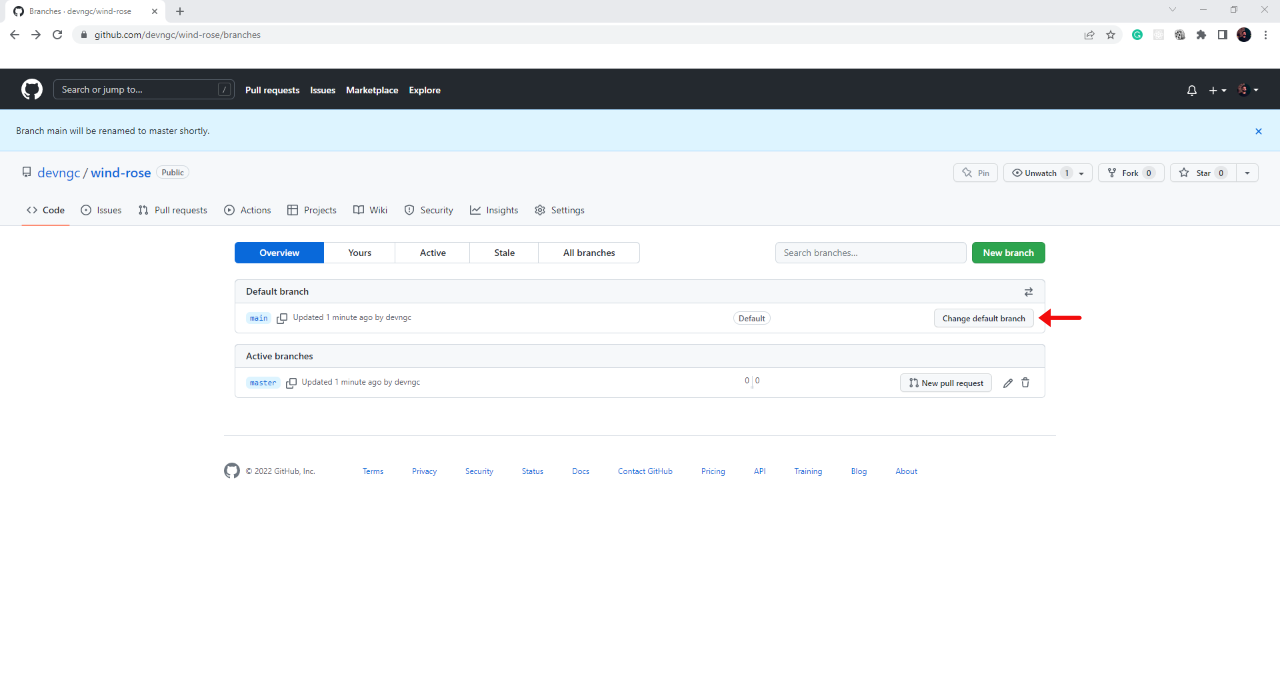 Branches · devngc/wind-rose
github.com/devngc/wind-rose/branches
Search or jump to... / Pull requests Issues Marketplace Explore
Branch main will be renamed to master shortly.
devngc / wind-rose Public Pin Unwatch 1 Fork 0 Star 0
Code Issues Pull requests Actions Projects Wiki Security Insights Settings
Overview Yours Active Stale All branches Search branches... New branch
Default branch
main Updated 1 minute ago by devngc Default Change default branch
Active branches
master Updated 1 minute ago by devngc 0 0 New pull request
© 2022 GitHub, Inc. Terms Privacy Security Status Docs Contact GitHub Pricing API Training Blog About